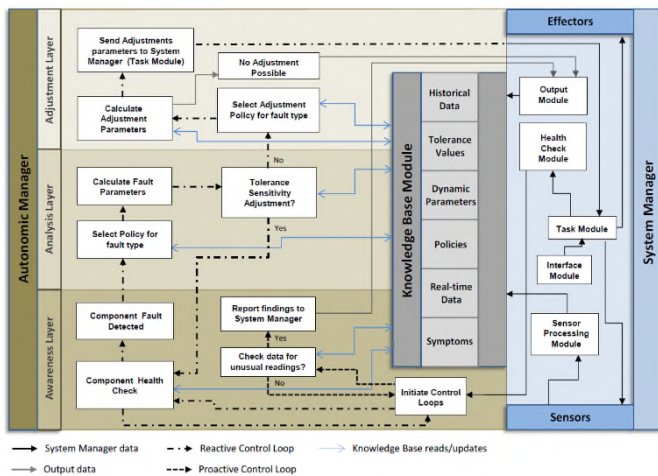 Effectors
Autonomic Manager
Adjustment Layer
Send Adjustments
parameters to System
Manager (Task Module)
No Adjustment
Possible
Calculate
Adjustment
Parameters
Select Adjustment
Policy for fault type
No
Analysis Layer
Calculate Fault
Parameters
Tolerance
Sensitivity
Adjustment?
Yes
Select Policy for
fault type
Awareness Layer
Component Fault
Detected
Report findings to
System Manager
Yes
Check data for
unusual readings?
No
Component Health
Check
Initiate Control
Loops
Knowledge Base Module
Historical
Data
Tolerance
Values
Dynamic
Parameters
Policies
Real-time
Data
Symptoms
Output
Module
Health
Check
Module
Task Module
Interface
Module
Sensor
Processing
Module
System Manager
Sensors
System Manager data
Reactive Control Loop
Knowledge Base reads/updates
Output data
Proactive Control Loop